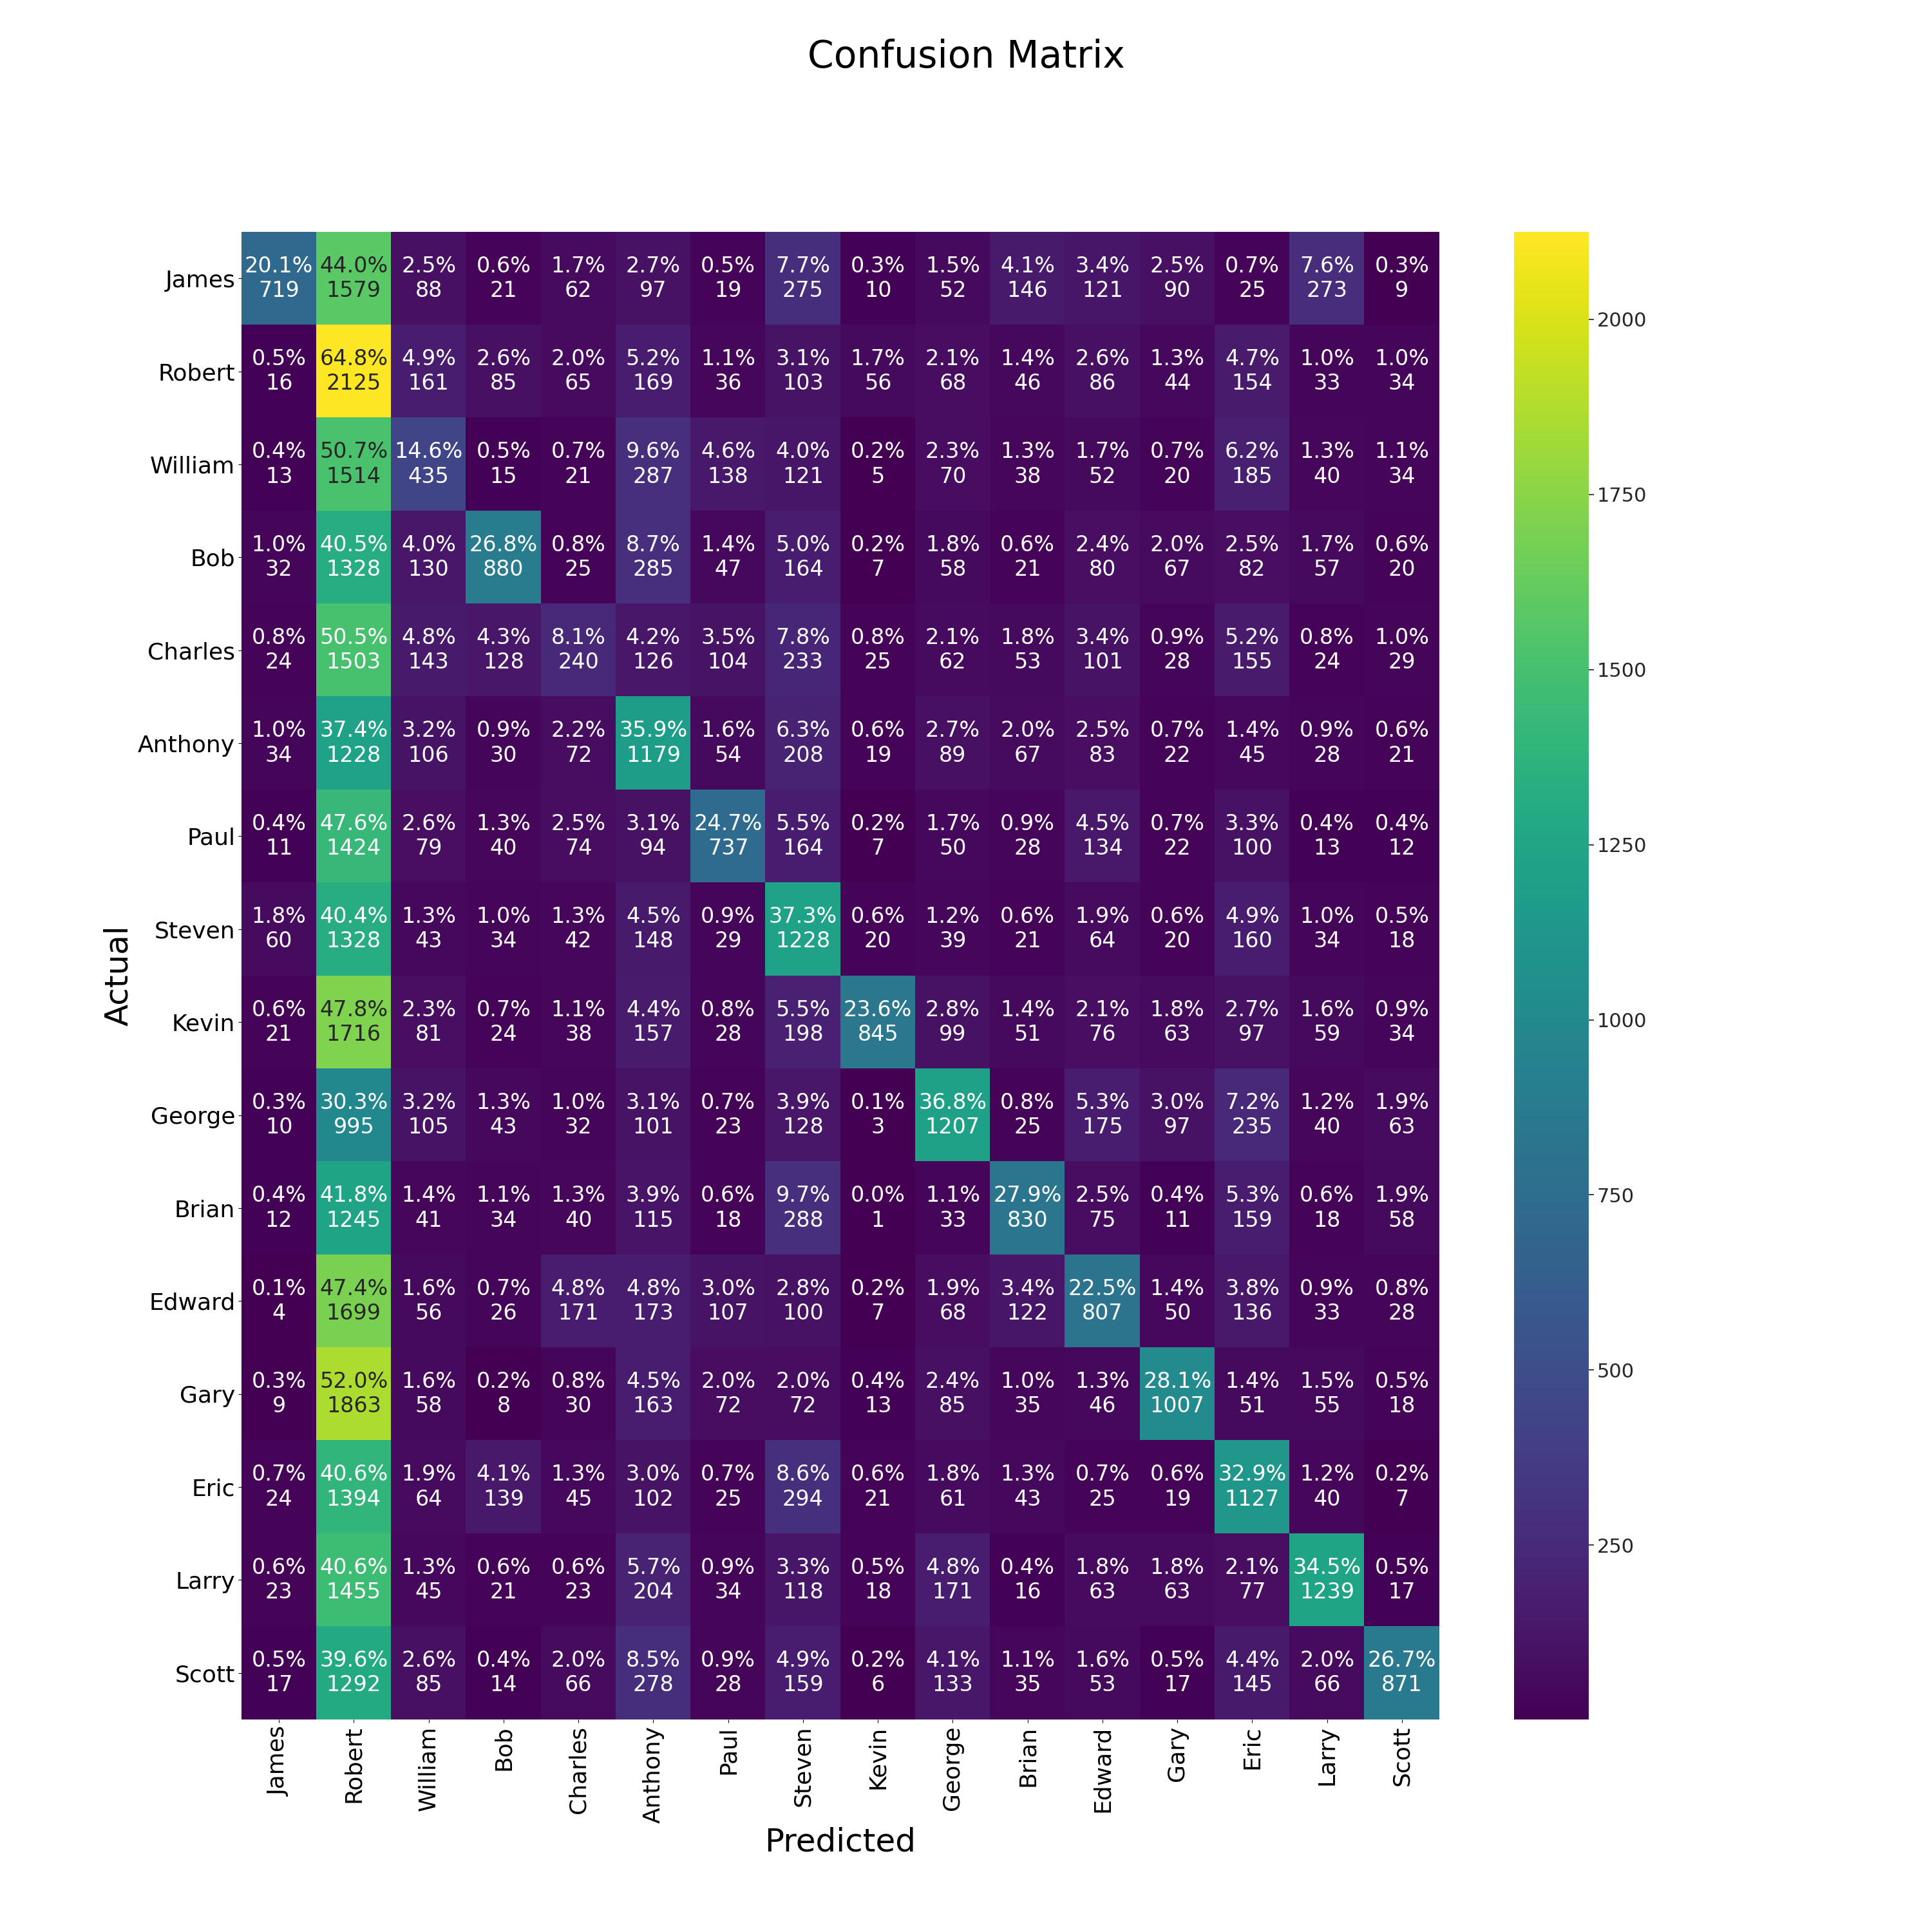 Confusion Matrix
James 20.1% 44.0% 2.5% 0.6% 1.7% 2.7% 0.5% 7.7% 0.3% 1.5% 4.1% 3.4% 2.5% 0.7% 7.6% 0.3%
719 1579 88 21 62 97 19 275 10 52 146 121 90 25 273 9
Robert 0.5% 64.8% 4.9% 2.6% 2.0% 5.2% 1.1% 3.1% 1.7% 2.1% 1.4% 2.6% 1.3% 4.7% 1.0% 1.0%
16 2125 161 85 65 169 36 103 56 68 46 86 44 154 33 34
William 0.4% 50.7% 14.6% 0.5% 0.7% 9.6% 4.6% 4.0% 0.2% 2.3% 1.3% 1.7% 0.7% 6.2% 1.3% 1.1%
13 1514 435 15 21 287 138 121 5 70 38 52 20 185 40 34
Bob 1.0% 40.5% 4.0% 26.8% 0.8% 8.7% 1.4% 5.0% 0.2% 1.8% 0.6% 2.4% 2.0% 2.5% 1.7% 0.6%
32 1328 130 880 25 285 47 164 7 58 21 80 67 82 57 20
Charles 0.8% 50.5% 4.8% 4.3% 8.1% 4.2% 3.5% 7.8% 0.8% 2.1% 1.8% 3.4% 0.9% 5.2% 0.8% 1.0%
24 1503 143 128 240 126 104 233 25 62 53 101 28 155 24 29
Anthony 1.0% 37.4% 3.2% 0.9% 2.2% 35.9% 1.6% 6.3% 0.6% 2.7% 2.0% 2.5% 0.7% 1.4% 0.9% 0.6%
34 1228 106 30 72 1179 54 208 19 89 67 83 22 45 28 21
Paul 0.4% 47.6% 2.6% 1.3% 2.5% 3.1% 24.7% 5.5% 0.2% 1.7% 0.9% 4.5% 0.7% 3.3% 0.4% 0.4%
11 1424 79 40 74 94 737 164 7 50 28 134 22 100 13 12
Steven 1.8% 40.4% 1.3% 1.0% 1.3% 4.5% 0.9% 37.3% 0.6% 1.2% 0.6% 1.9% 0.6% 4.9% 1.0% 0.5%
60 1328 43 34 42 148 29 1228 20 39 21 64 20 160 34 18
Kevin 0.6% 47.8% 2.3% 0.7% 1.1% 4.4% 0.8% 5.5% 23.6% 2.8% 1.4% 2.1% 1.8% 2.7% 1.6% 0.9%
21 1716 81 24 38 157 28 198 845 99 51 76 63 97 59 34
George 0.3% 30.3% 3.2% 1.3% 1.0% 3.1% 0.7% 3.9% 0.1% 36.8% 0.8% 5.3% 3.0% 7.2% 1.2% 1.9%
10 995 105 43 32 101 23 128 3 1207 25 175 97 235 40 63
Brian 0.4% 41.8% 1.4% 1.1% 1.3% 3.9% 0.6% 9.7% 0.0% 1.1% 27.9% 2.5% 0.4% 5.3% 0.6% 1.9%
12 1245 41 34 40 115 18 288 1 33 830 75 11 159 18 58
Edward 0.1% 47.4% 1.6% 0.7% 4.8% 4.8% 3.0% 2.8% 0.2% 1.9% 3.4% 22.5% 1.4% 3.8% 0.9% 0.8%
4 1699 56 26 171 173 107 100 7 68 122 807 50 136 33 28
Gary 0.3% 52.0% 1.6% 0.2% 0.8% 4.5% 2.0% 2.0% 0.4% 2.4% 1.0% 1.3% 28.1% 1.4% 1.5% 0.5%
9 1863 58 8 30 163 72 72 13 85 35 46 1007 51 55 18
Eric 0.7% 40.6% 1.9% 4.1% 1.3% 3.0% 0.7% 8.6% 0.6% 1.8% 1.3% 0.7% 0.6% 32.9% 1.2% 0.2%
24 1394 64 139 45 102 25 294 21 61 43 25 19 1127 40 7
Larry 0.6% 40.6% 1.3% 0.6% 0.6% 5.7% 0.9% 3.3% 0.5% 4.8% 0.4% 1.8% 1.8% 2.1% 34.5% 0.5%
23 1455 45 21 23 204 34 118 18 171 16 63 63 77 1239 17
Scott 0.5% 39.6% 2.6% 0.4% 2.0% 8.5% 0.9% 4.9% 0.2% 4.1% 1.1% 1.6% 0.5% 4.4% 2.0% 26.7%
17 1292 85 14 66 278 28 159 6 133 35 53 17 145 66 871
James Robert William Bob Charles Anthony Paul Steven Kevin George Brian Edward Gary Eric Larry Scott
Predicted
Actual
2000
1750
1500
1250
1000
750
500
250